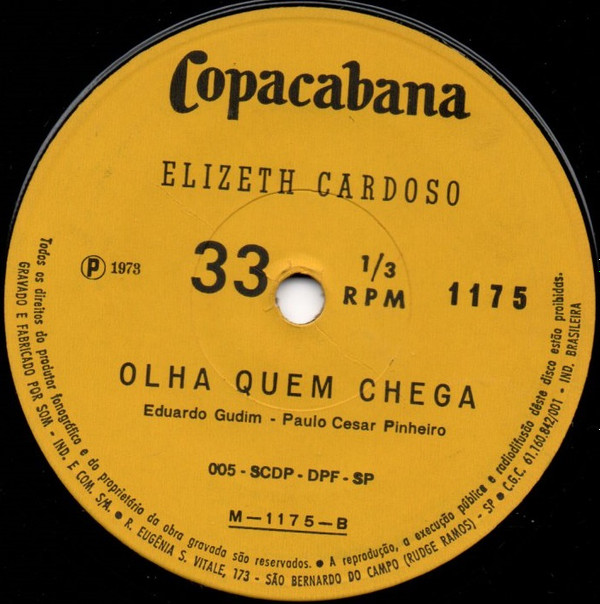 Copacabana
ELIZETH CARDOSO
℗ 1973
33 1/3 RPM
1175
OLHA QUEM CHEGA
Eduardo Gudim - Paulo Cesar Pinheiro
005 - SCDP - DPF - SP
M—1175—B
Todos os direitos do produtor fonográfico e do proprietário da obra gravada são reservados. ● A reprodução, a execução pública e radiodifusão dêste disco estão proibidas.
GRAVADO E FABRICADO POR SOM - IND. E COM. S/A. ● R. EUGÊNIA S. VITALE, 173 - SÃO BERNARDO DO CAMPO (RUDGE RAMOS) - SP ● C.G.C. 61.160.842/001 - IND. BRASILEIRA